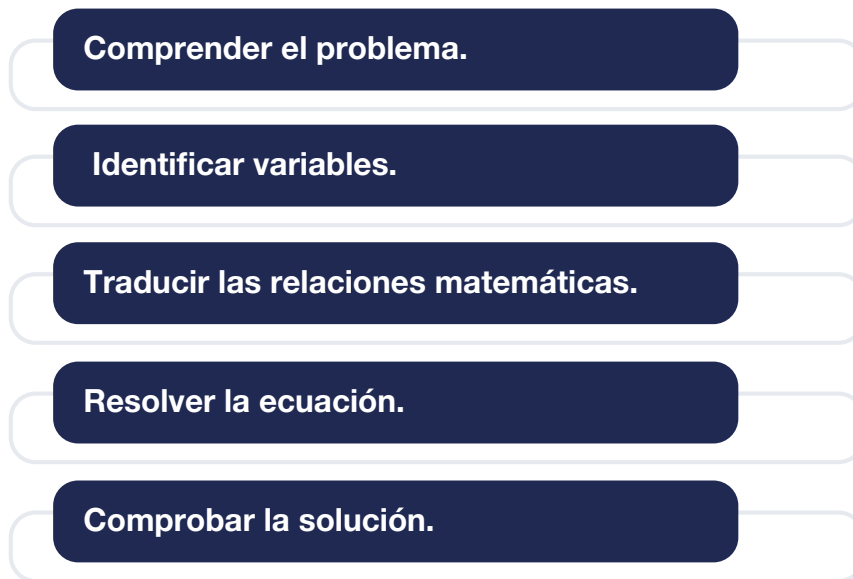 Comprender el problema.
Identificar variables.
Traducir las relaciones matemáticas.
Resolver la ecuación.
Comprobar la solución.